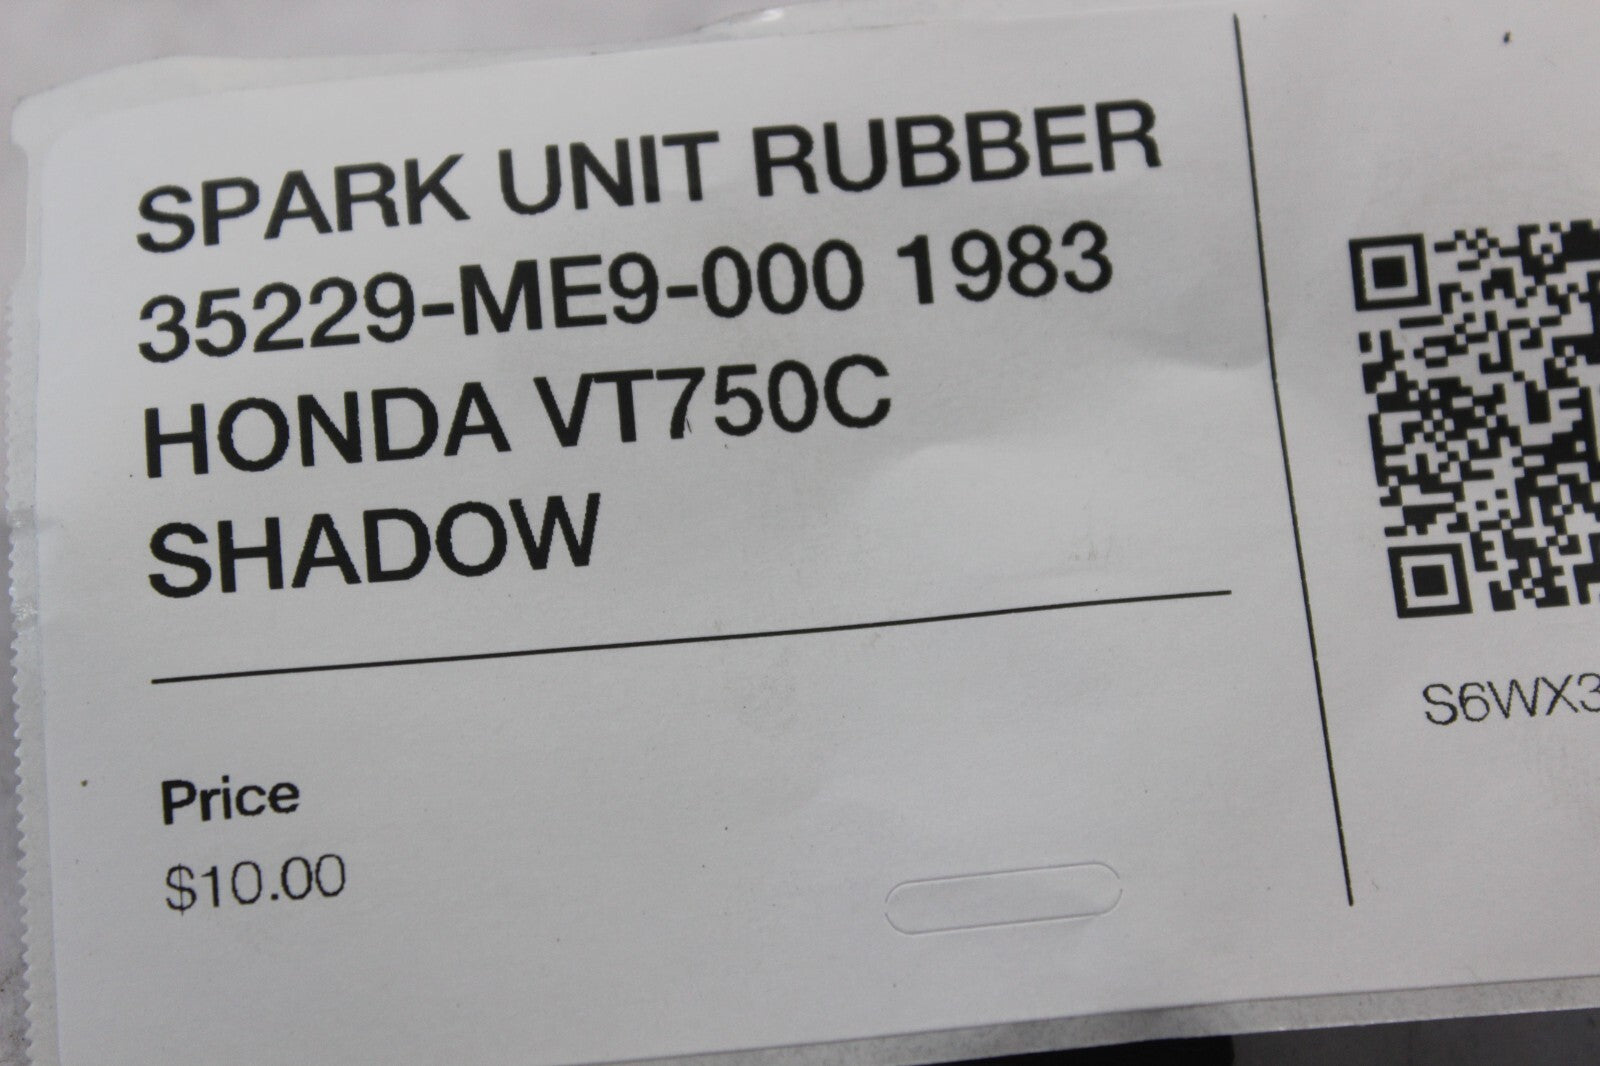 SPARK UNIT RUBBER
35229-ME9-000 1983
HONDA VT750C
SHADOW
Price
$10.00
S6WX3